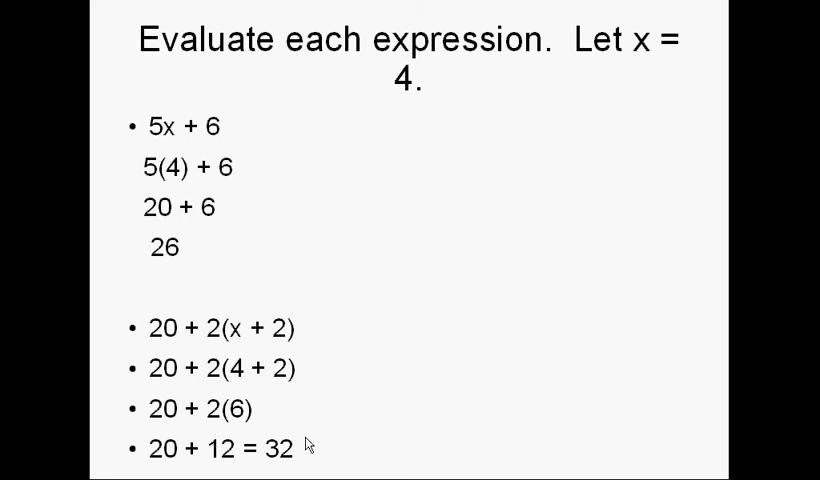 Evaluate each expression.  Let x =
4.
• 5x + 6
5(4) + 6
20 + 6
26
• 20 + 2(x + 2)
• 20 + 2(4 + 2)
• 20 + 2(6)
• 20 + 12 = 32